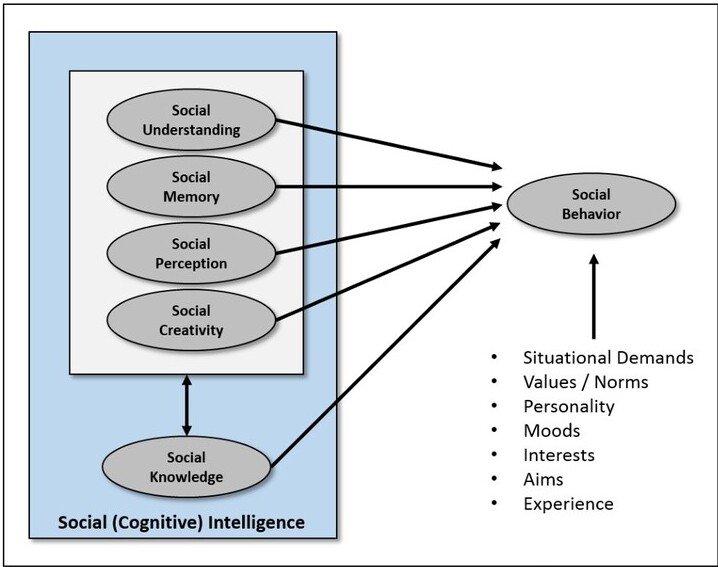 Social
Understanding
Social
Memory
Social
Perception
Social
Creativity
Social
Knowledge
Social (Cognitive) Intelligence
Social
Behavior
• Situational Demands
• Values / Norms
• Personality
• Moods
• Interests
• Aims
• Experience